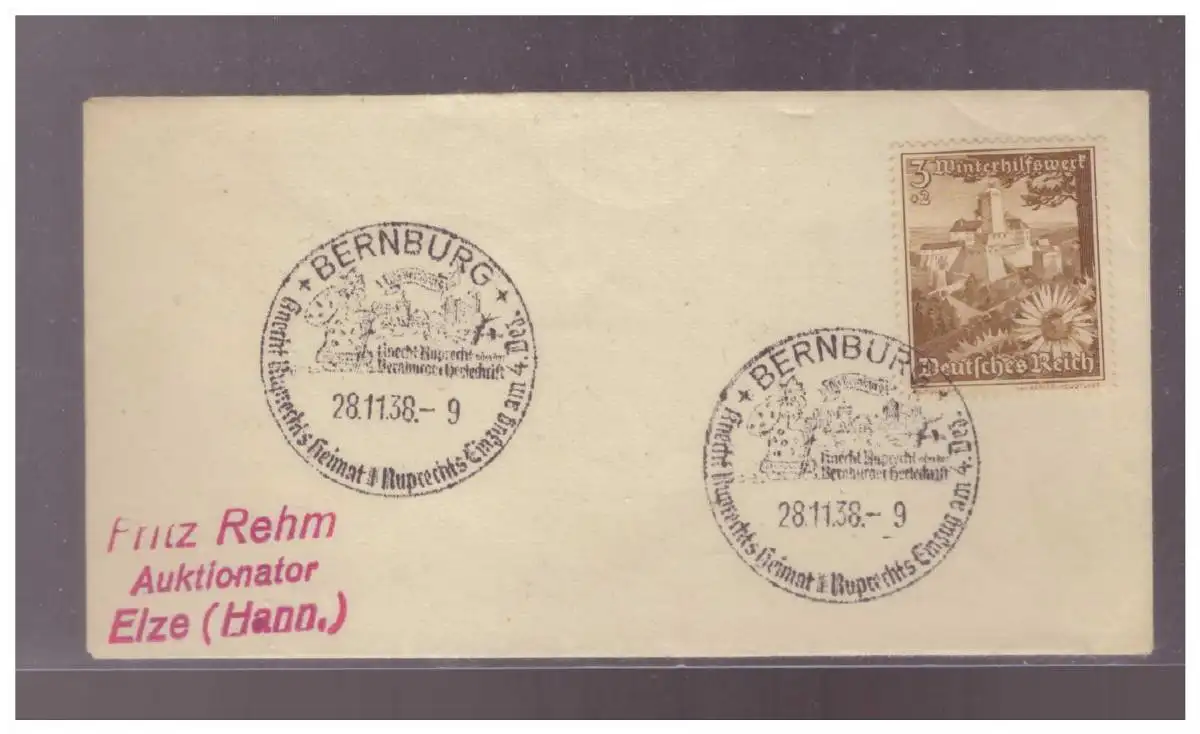 3 Winterhilfswerk
+2
Deutsches Reich
BERNBURG
Knecht Ruprecht
Bernburger
28.11.38.- 9
Knecht Ruprechts Heimat Ruprechts Einzug am 4. Dez.
BERNBURG
Knecht Ruprecht
Bernburger
28.11.38.- 9
Knecht Ruprechts Heimat Ruprechts Einzug am 4. Dez.
Fritz Rehm
Auktionator
Elze (Hann.)